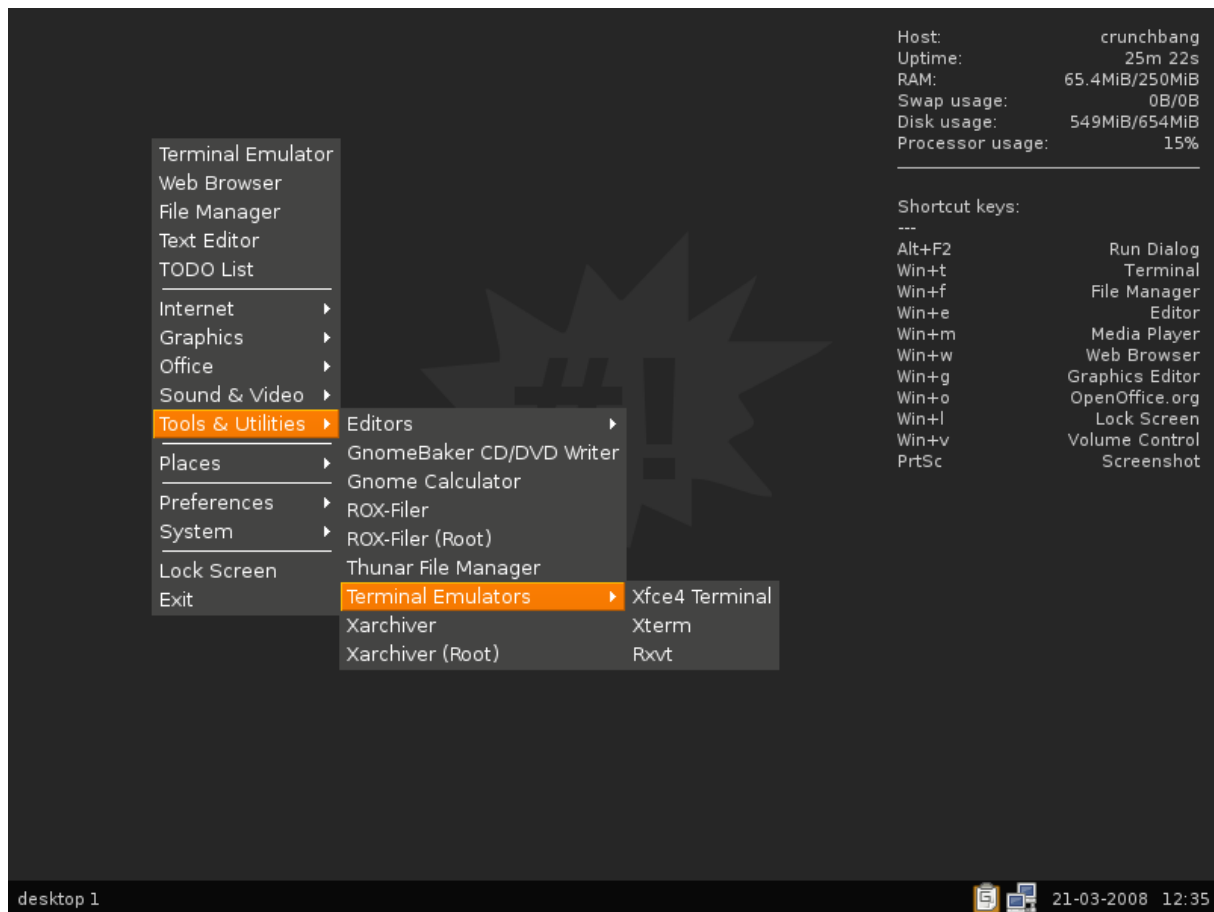 Host: crunchbang
Uptime: 25m 22s
RAM: 65.4MiB/250MiB
Swap usage: 0B/0B
Disk usage: 549MiB/654MiB
Processor usage: 15%
Shortcut keys:
---
Alt+F2 Run Dialog
Win+t Terminal
Win+f File Manager
Win+e Editor
Win+m Media Player
Win+w Web Browser
Win+g Graphics Editor
Win+o OpenOffice.org
Win+l Lock Screen
Win+v Volume Control
PrtSc Screenshot
Terminal Emulator
Web Browser
File Manager
Text Editor
TODO List
Internet
Graphics
Office
Sound & Video
Tools & Utilities
Places
Preferences
System
Lock Screen
Exit
Editors
GnomeBaker CD/DVD Writer
Gnome Calculator
ROX-Filer
ROX-Filer (Root)
Thunar File Manager
Terminal Emulators
Xarchiver
Xarchiver (Root)
Xfce4 Terminal
Xterm
Rxvt
#!
desktop 1
21-03-2008 12:35